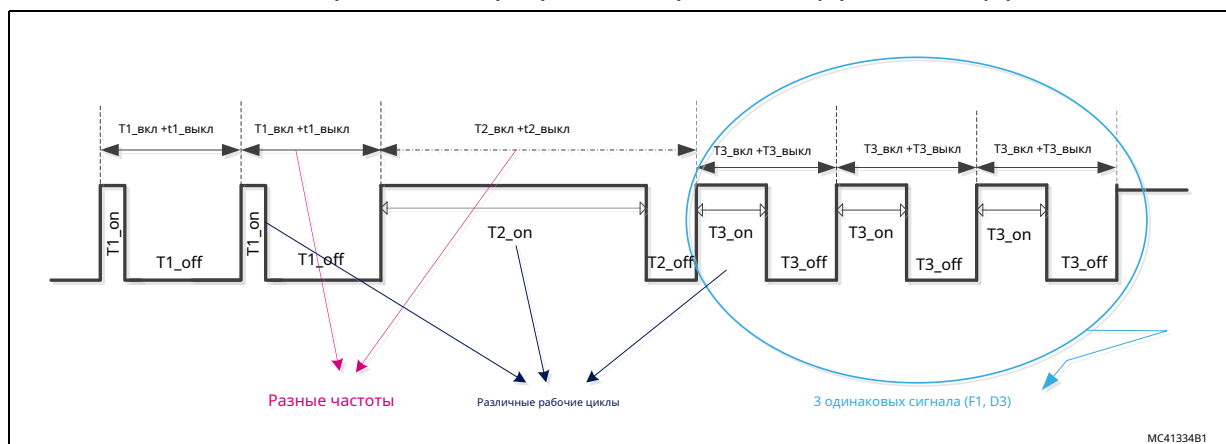 T1_вкл +t1_выкл
T1_вкл +t1_выкл
T2_вкл +t2_выкл
T3_вкл +T3_выкл
T3_вкл +T3_выкл
T3_вкл +T3_выкл
T1_on
T1_off
T1_on
T1_off
T2_on
T2_off
T3_on
T3_off
T3_on
T3_off
T3_on
T3_off
Разные частоты
Различные рабочие циклы
3 одинаковых сигнала (F1, D3)
MC41334B1